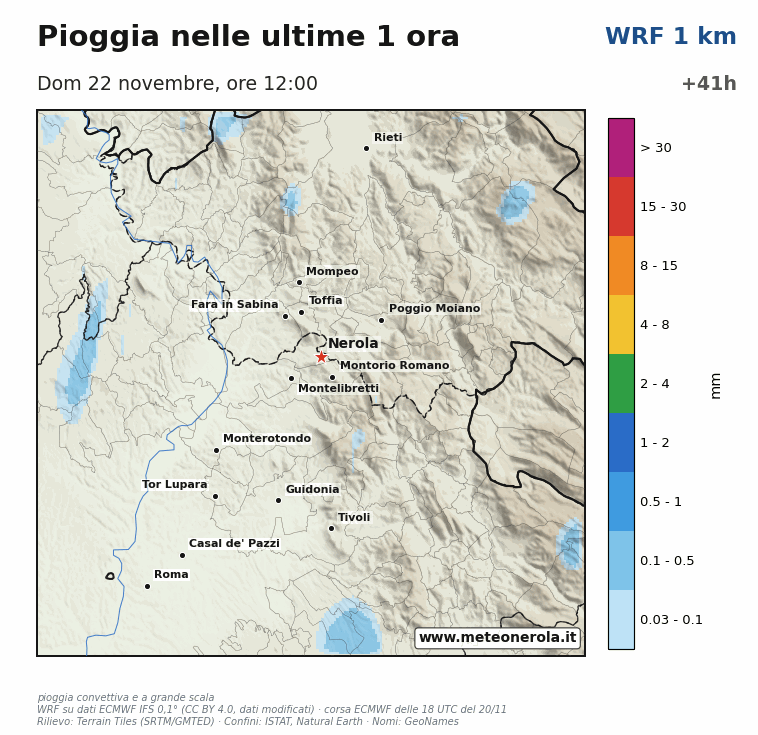 Pioggia nelle ultime 1 ora
WRF 1 km
Dom 22 novembre, ore 12:00
+41h
Rieti
Mompeo
Fara in Sabina
Toffia
Poggio Moiano
Nerola
Montorio Romano
Montelibretti
Monterotondo
Tor Lupara
Guidonia
Tivoli
Casal de' Pazzi
Roma
www.meteonerola.it
> 30
15 - 30
8 - 15
4 - 8
2 - 4
1 - 2
0.5 - 1
0.1 - 0.5
0.03 - 0.1
mm
pioggia convettiva e a grande scala
WRF su dati ECMWF IFS 0,1° (CC BY 4.0, dati modificati) · corsa ECMWF delle 18 UTC del 20/11
Rilievo: Terrain Tiles (SRTM/GMTED) · Confini: ISTAT, Natural Earth · Nomi: GeoNames